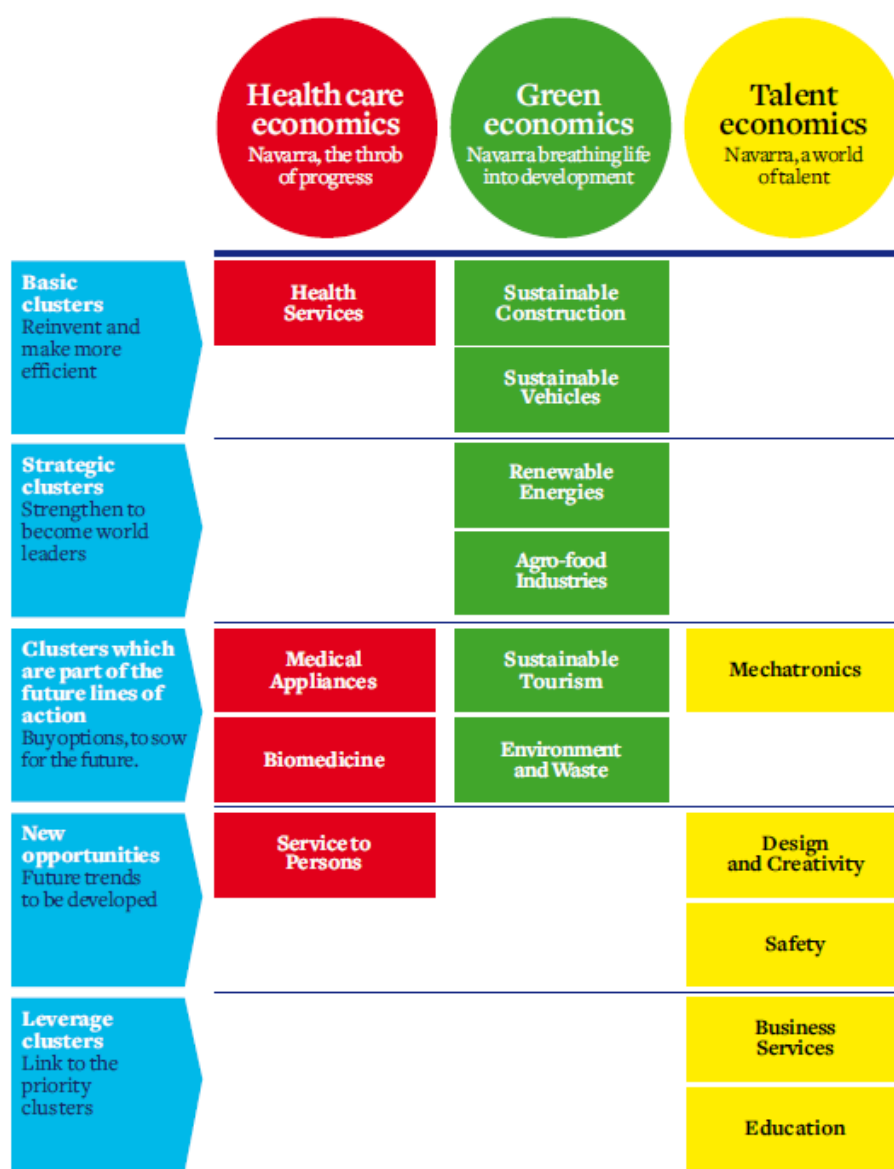 Health care
economics
Navarra, the throb
of progress
Green
economics
Navarra breathing life
into development
Talent
economics
Navarra, a world
of talent
Basic
clusters
Reinvent and
make more
efficient
Health
Services
Sustainable
Construction
Sustainable
Vehicles
Strategic
clusters
Strengthen to
become world
leaders
Renewable
Energies
Agro-food
Industries
Clusters which
are part of the
future lines of
action
Buy options, to sow
for the future.
Medical
Appliances
Biomedicine
Sustainable
Tourism
Environment
and Waste
Mechatronics
New
opportunities
Future trends
to be developed
Service to
Persons
Design
and Creativity
Safety
Leverage
clusters
Link to the
priority
clusters
Business
Services
Education